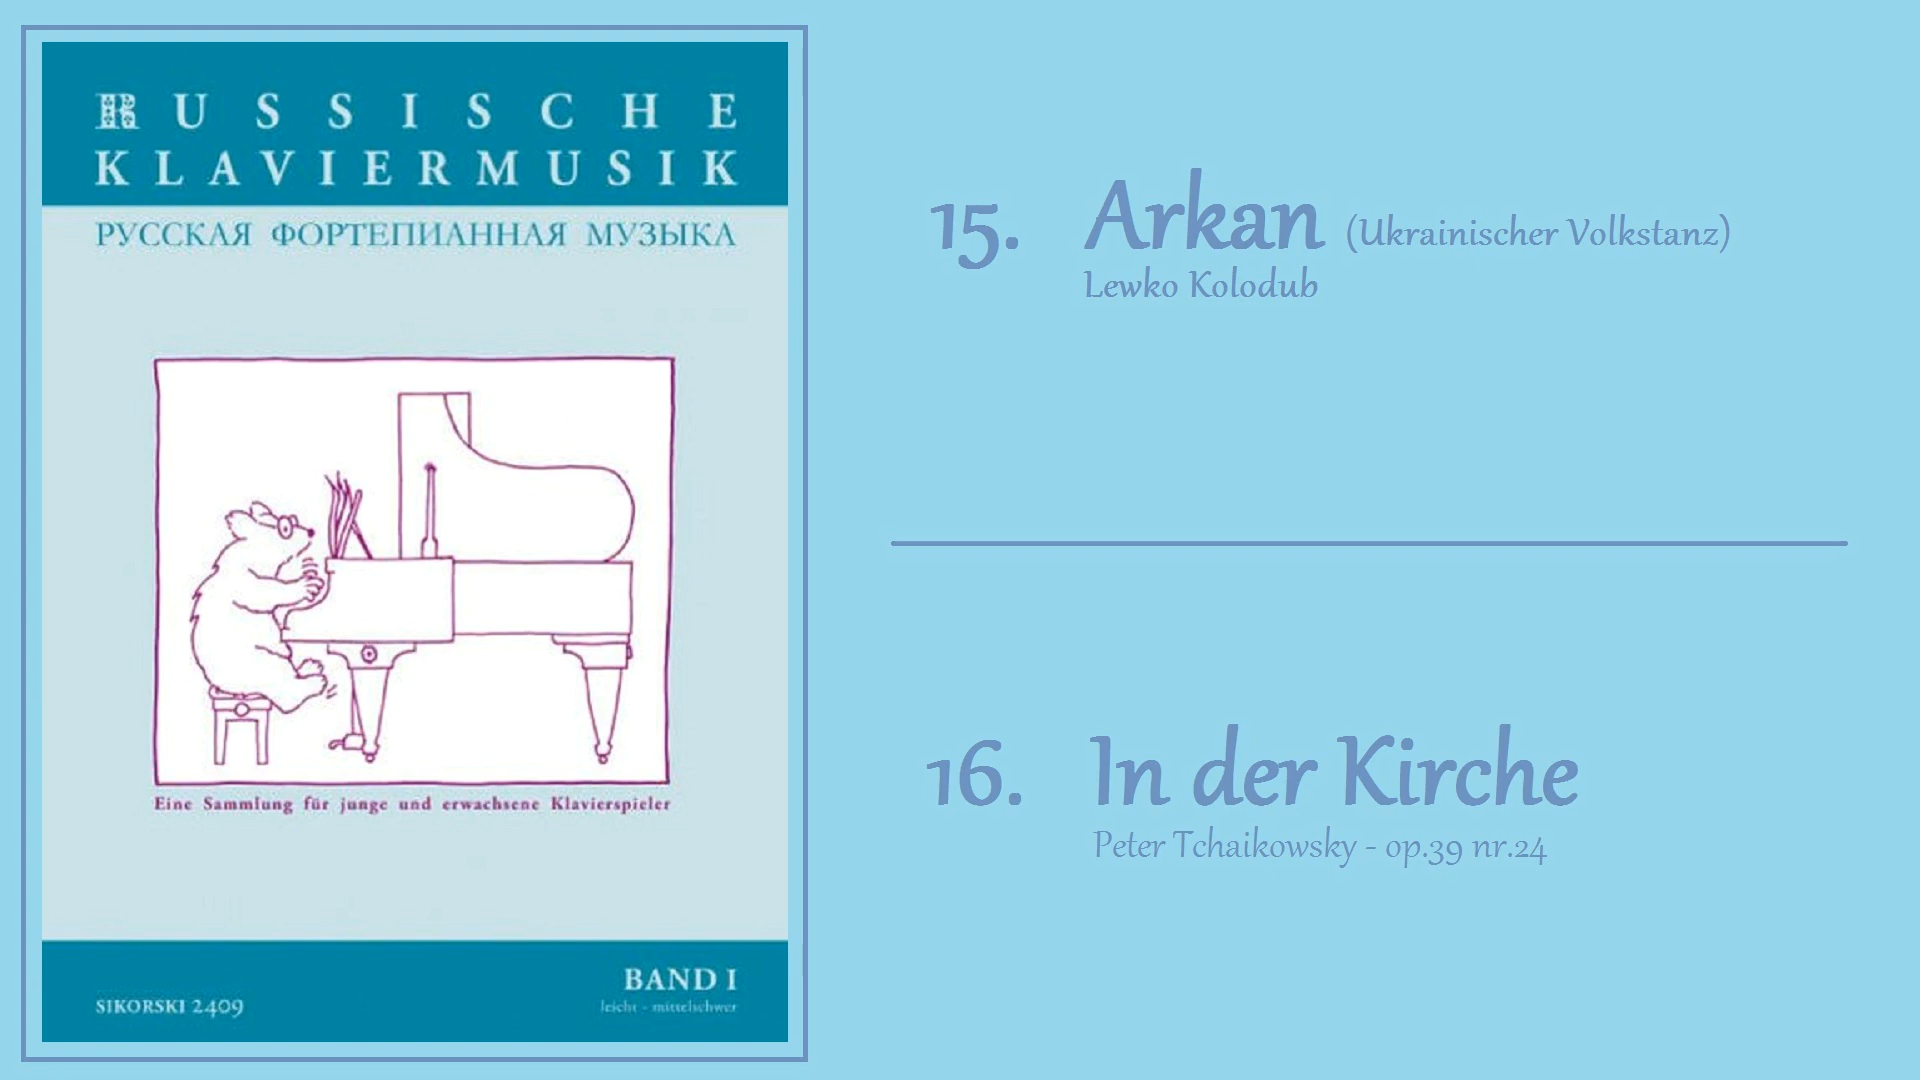 RUSSISCHE
KLAVIERMUSIK
РУССКАЯ ФОРТЕПИАННАЯ МУЗЫКА
Eine Sammlung für junge und erwachsene Klavierspieler
BAND I
leicht - mittelschwer
SIKORSKI 2409
15. Arkan (Ukrainischer Volkstanz)
Lewko Kolodub
16. In der Kirche
Peter Tchaikowsky - op.39 nr.24